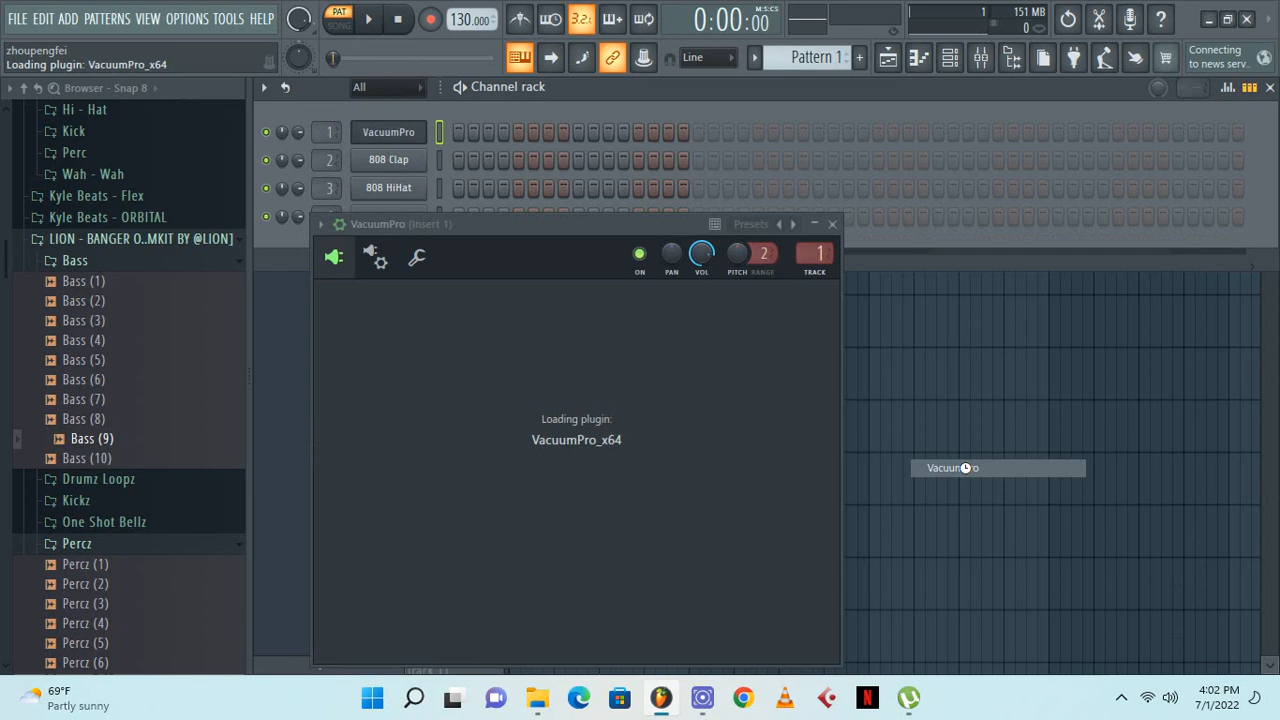 FILE EDIT ADD PATTERNS VIEW OPTIONS TOOLS HELP
zhoupengfei
Loading plugin: VacuumPro_x64
PAT
SONG
130.000
3.2
0:00:00
M:S:CS
1
151 MB
0
Line
Pattern 1
Connecting
to news serv..
Browser - Snap 8
All
Channel rack
Hi - Hat
Kick
Perc
Wah - Wah
Kyle Beats - Flex
Kyle Beats - ORBITAL
LION - BANGER O..MKIT BY @LION]
Bass
Bass (1)
Bass (2)
Bass (3)
Bass (4)
Bass (5)
Bass (6)
Bass (7)
Bass (8)
Bass (9)
Bass (10)
Drumz Loopz
Kickz
One Shot Bellz
Percz
Percz (1)
Percz (2)
Percz (3)
Percz (4)
Percz (5)
Percz (6)
1
VacuumPro
2
808 Clap
3
808 HiHat
VacuumPro (Insert 1)
Presets
2
1
ON
PAN
VOL
PITCH
RANGE
TRACK
Loading plugin:
VacuumPro_x64
VacuumPro
Track 1
69°F
Partly sunny
4:02 PM
7/1/2022